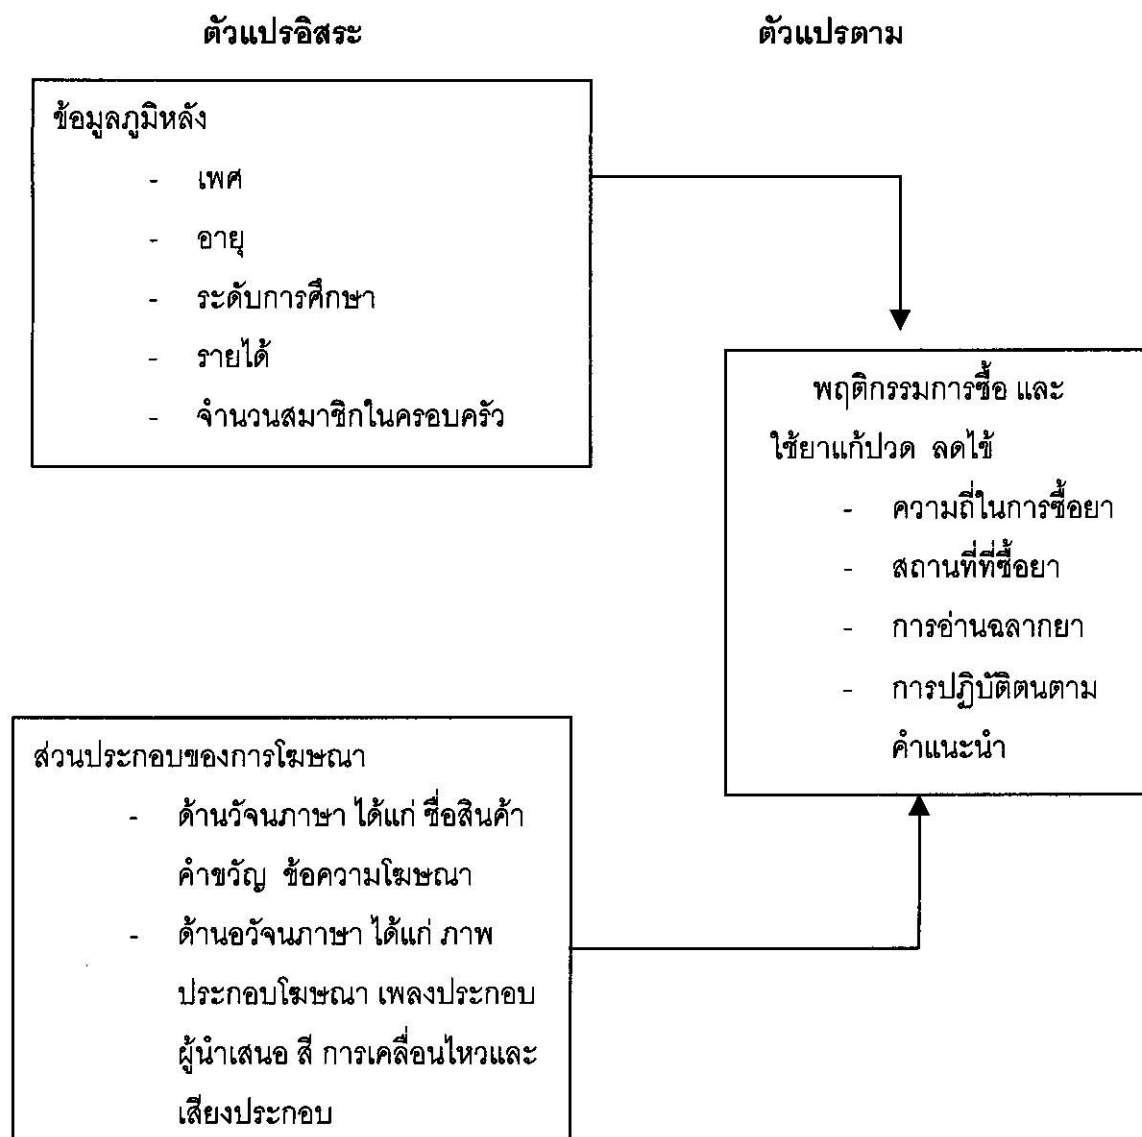 ตัวแปรอิสระ
ตัวแปรตาม
ข้อมูลภูมิหลัง
- เพศ
- อายุ
- ระดับการศึกษา
- รายได้
- จำนวนสมาชิกในครอบครัว
พฤติกรรมการซื้อ และ
ใช้ยาแก้ปวด ลดไข้
- ความถี่ในการซื้อยา
- สถานที่ที่ซื้อยา
- การอ่านฉลากยา
- การปฏิบัติตนตาม
คำแนะนำ
ส่วนประกอบของการโฆษณา
- ด้านวัจนภาษา ได้แก่ ชื่อสินค้า
คำขวัญ ข้อความโฆษณา
- ด้านอวัจนภาษา ได้แก่ ภาพ
ประกอบโฆษณา เพลงประกอบ
ผู้นำเสนอ สี การเคลื่อนไหวและ
เสียงประกอบ